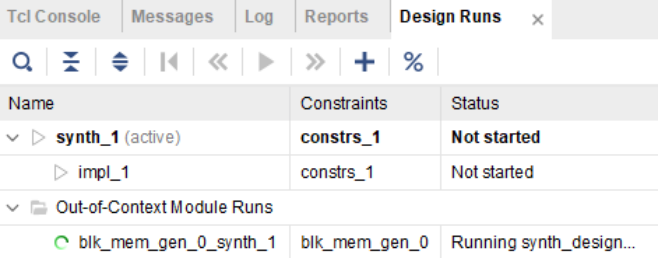 Tcl Console Messages Log Reports Design Runs
Name Constraints Status
synth_1 (active) constrs_1 Not started
impl_1 constrs_1 Not started
Out-of-Context Module Runs
blk_mem_gen_0_synth_1 blk_mem_gen_0 Running synth_design...